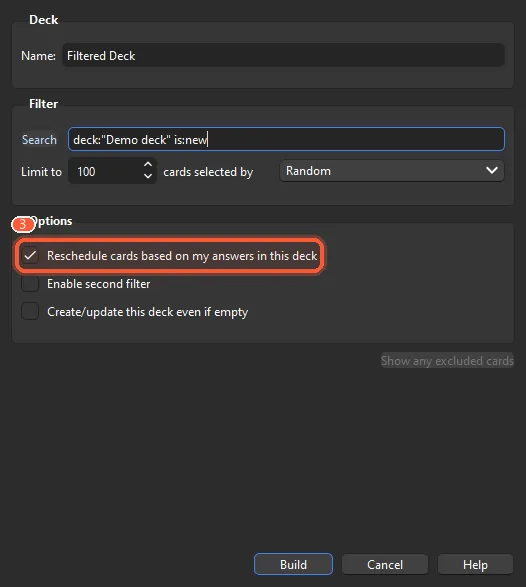 Deck
Name: Filtered Deck
Filter
Search deck:"Demo deck" is:new
Limit to 100 cards selected by Random
3 Options
Reschedule cards based on my answers in this deck
Enable second filter
Create/update this deck even if empty
Show any excluded cards
Build Cancel Help